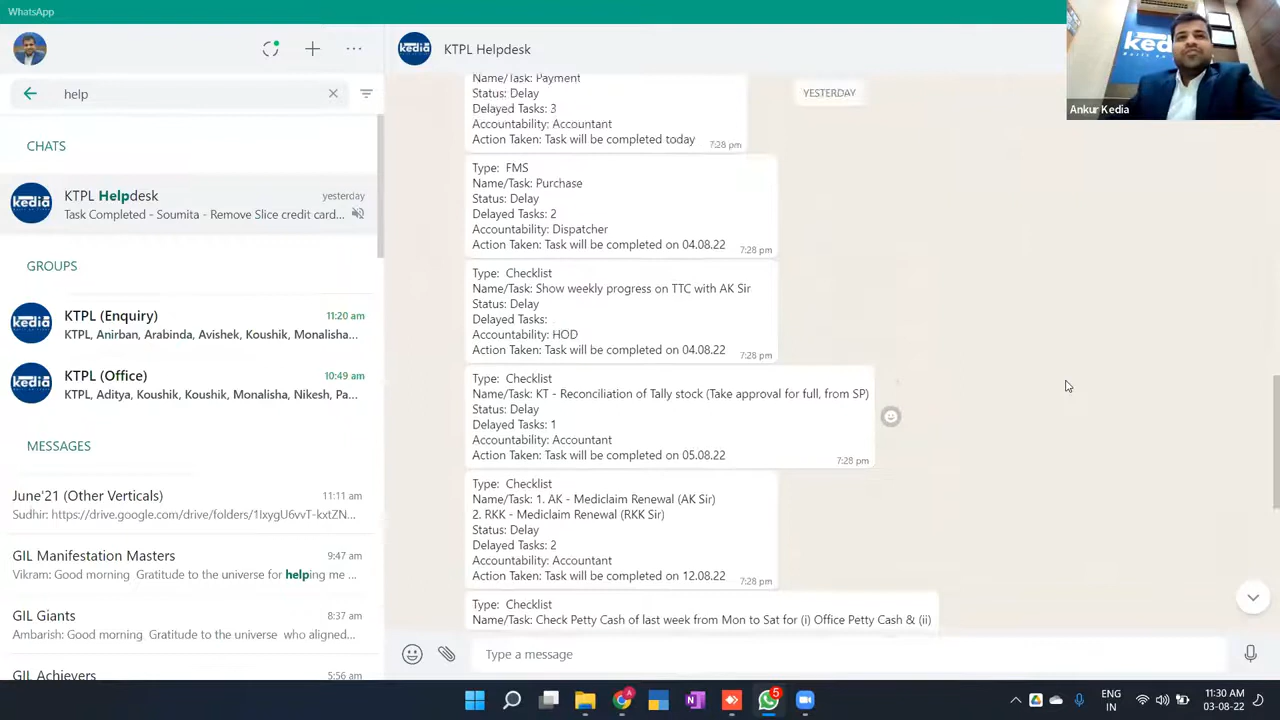 WhatsApp
help
CHATS
KTPL Helpdesk
yesterday
Task Completed - Soumita - Remove Slice credit card...
GROUPS
KTPL (Enquiry)
11:20 am
KTPL, Anirban, Arabinda, Avishek, Koushik, Monalisha...
KTPL (Office)
10:49 am
KTPL, Aditya, Koushik, Koushik, Monalisha, Nikesh, Pa...
MESSAGES
June'21 (Other Verticals)
11:11 am
Sudhir: https://drive.google.com/drive/folders/1IxygU6vvT-kxtZN...
GIL Manifestation Masters
9:47 am
Vikram: Good morning Gratitude to the universe for helping me ...
GIL Giants
8:37 am
Ambarish: Good morning Gratitude to the universe who aligned...
GIL Achievers
5:56 am
kedia
KTPL Helpdesk
YESTERDAY
Name/Task: Payment
Status: Delay
Delayed Tasks: 3
Accountability: Accountant
Action Taken: Task will be completed today
7:28 pm
Type: FMS
Name/Task: Purchase
Status: Delay
Delayed Tasks: 2
Accountability: Dispatcher
Action Taken: Task will be completed on 04.08.22
7:28 pm
Type: Checklist
Name/Task: Show weekly progress on TTC with AK Sir
Status: Delay
Delayed Tasks:
Accountability: HOD
Action Taken: Task will be completed on 04.08.22
7:28 pm
Type: Checklist
Name/Task: KT - Reconciliation of Tally stock (Take approval for full, from SP)
Status: Delay
Delayed Tasks: 1
Accountability: Accountant
Action Taken: Task will be completed on 05.08.22
7:28 pm
Type: Checklist
Name/Task: 1. AK - Mediclaim Renewal (AK Sir)
2. RKK - Mediclaim Renewal (RKK Sir)
Status: Delay
Delayed Tasks: 2
Accountability: Accountant
Action Taken: Task will be completed on 12.08.22
7:28 pm
Type: Checklist
Name/Task: Check Petty Cash of last week from Mon to Sat for (i) Office Petty Cash & (ii)
Type a message
Ankur Kedia
5
ENG
IN
11:30 AM
03-08-22